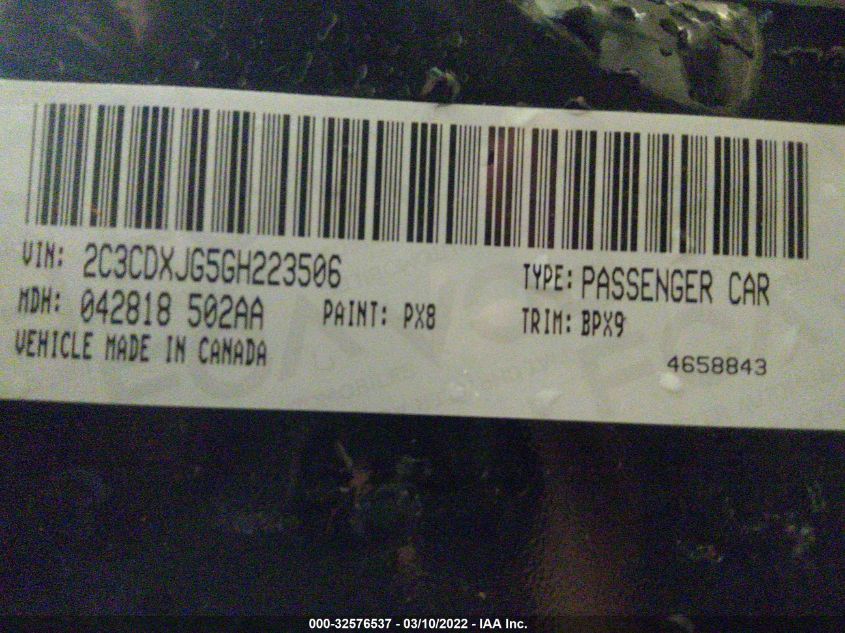 VIN: 2C3CDXJG5GH223506
TYPE: PASSENGER CAR
MDH: 042818 502AA
PAINT: PX8
TRIM: BPX9
VEHICLE MADE IN CANADA
4658843
000-32576537 - 03/10/2022 - IAA Inc.